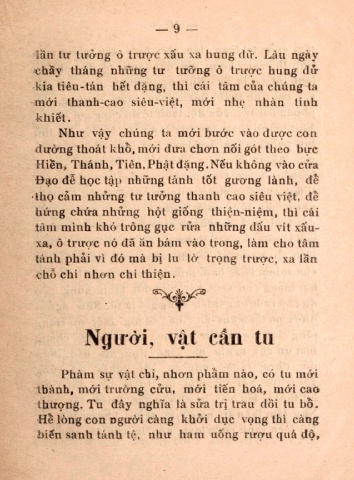 — 9 —
lần tư tưởng ô trược xấu xa hung dữ. Lâu ngày
chầy tháng những tư tưởng ô trược hung dữ
kia tiêu-tán hết đặng, thì cái tâm của chúng ta
mới thanh-cao siêu-việt, mới nhẹ nhàn tinh
khiết.
Như vậy chúng ta mới bước vào được con
đường thoát khổ, mới đưa chơn nối gót theo bực
Hiền, Thánh, Tiên, Phật đặng. Nếu không vào cửa
Đạo để học tập những tánh tốt gương lành, để
thọ cảm những tư tưởng thanh cao siêu việt, để
hứng chứa những hột giống thiện-niệm, thì cái
tâm mình khó trông gục rửa những dấu vít xấu-
xa, ô trược nó đã ăn bám vào trong, làm cho tâm
tánh phải vì đó mà bị lu lờ trọng trược, xa lần
chỗ chí nhơn chí thiện.
Người, vật cần tu
Phàm sự vật chi, nhơn phẩm nào, có tu mới
thành, mới trường cửu, mới tiến hoá, mới cao
thượng. Tu đây nghĩa là sửa trị trau dồi tu bổ.
Hễ lòng con người càng khởi dục vọng thì càng
biến sanh tánh tệ, như ham uống rượu quá độ,